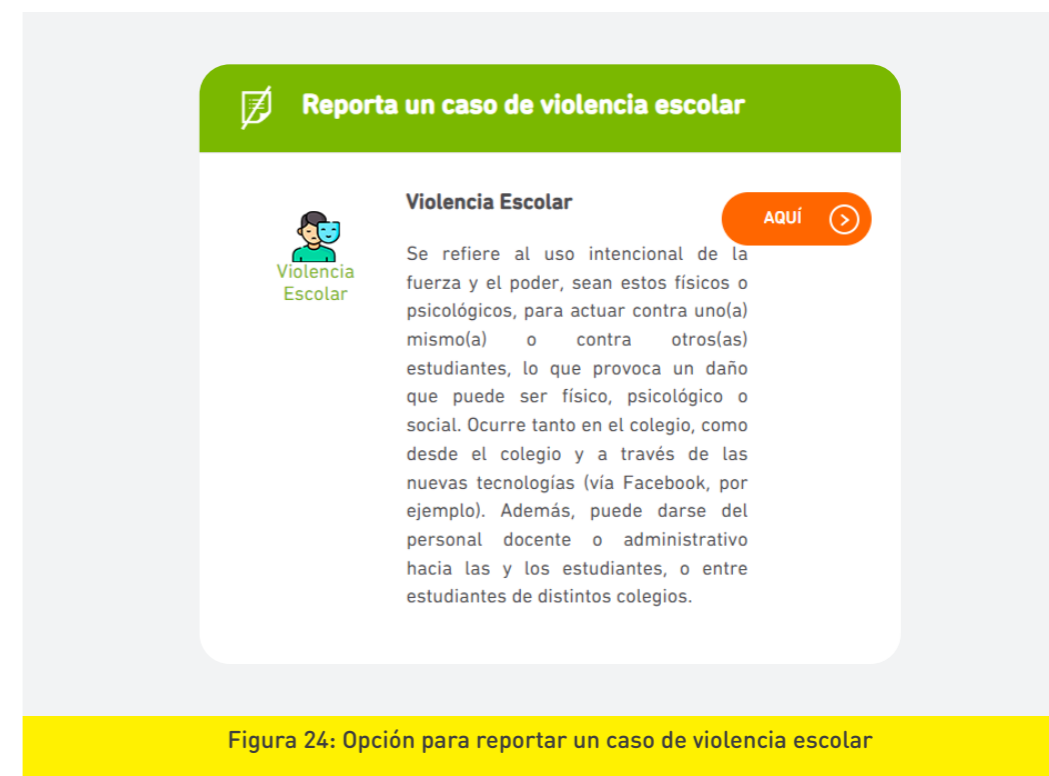 Reporta un caso de violencia escolar
Violencia Escolar
AQUÍ
Violencia
Escolar
Se refiere al uso intencional de la
fuerza y el poder, sean estos físicos o
psicológicos, para actuar contra uno(a)
mismo(a) o contra otros(as)
estudiantes, lo que provoca un daño
que puede ser físico, psicológico o
social. Ocurre tanto en el colegio, como
desde el colegio y a través de las
nuevas tecnologías (vía Facebook, por
ejemplo). Además, puede darse del
personal docente o administrativo
hacia las y los estudiantes, o entre
estudiantes de distintos colegios.
Figura 24: Opción para reportar un caso de violencia escolar